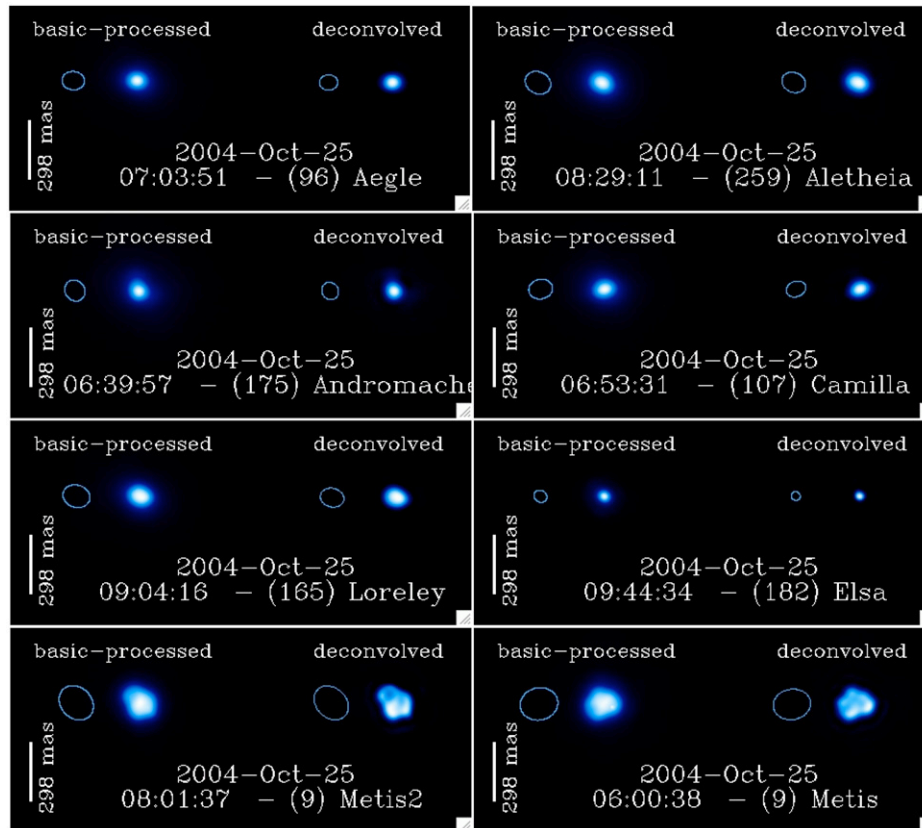 basic-processed deconvolved
298 mas
2004-Oct-25
07:03:51 - (96) Aegle
basic-processed deconvolved
298 mas
2004-Oct-25
08:29:11 - (259) Aletheia
basic-processed deconvolved
298 mas
2004-Oct-25
06:39:57 - (175) Andromache
basic-processed deconvolved
298 mas
2004-Oct-25
06:53:31 - (107) Camilla
basic-processed deconvolved
298 mas
2004-Oct-25
09:04:16 - (165) Loreley
basic-processed deconvolved
298 mas
2004-Oct-25
09:44:34 - (182) Elsa
basic-processed deconvolved
298 mas
2004-Oct-25
08:01:37 - (9) Metis2
basic-processed deconvolved
298 mas
2004-Oct-25
06:00:38 - (9) Metis